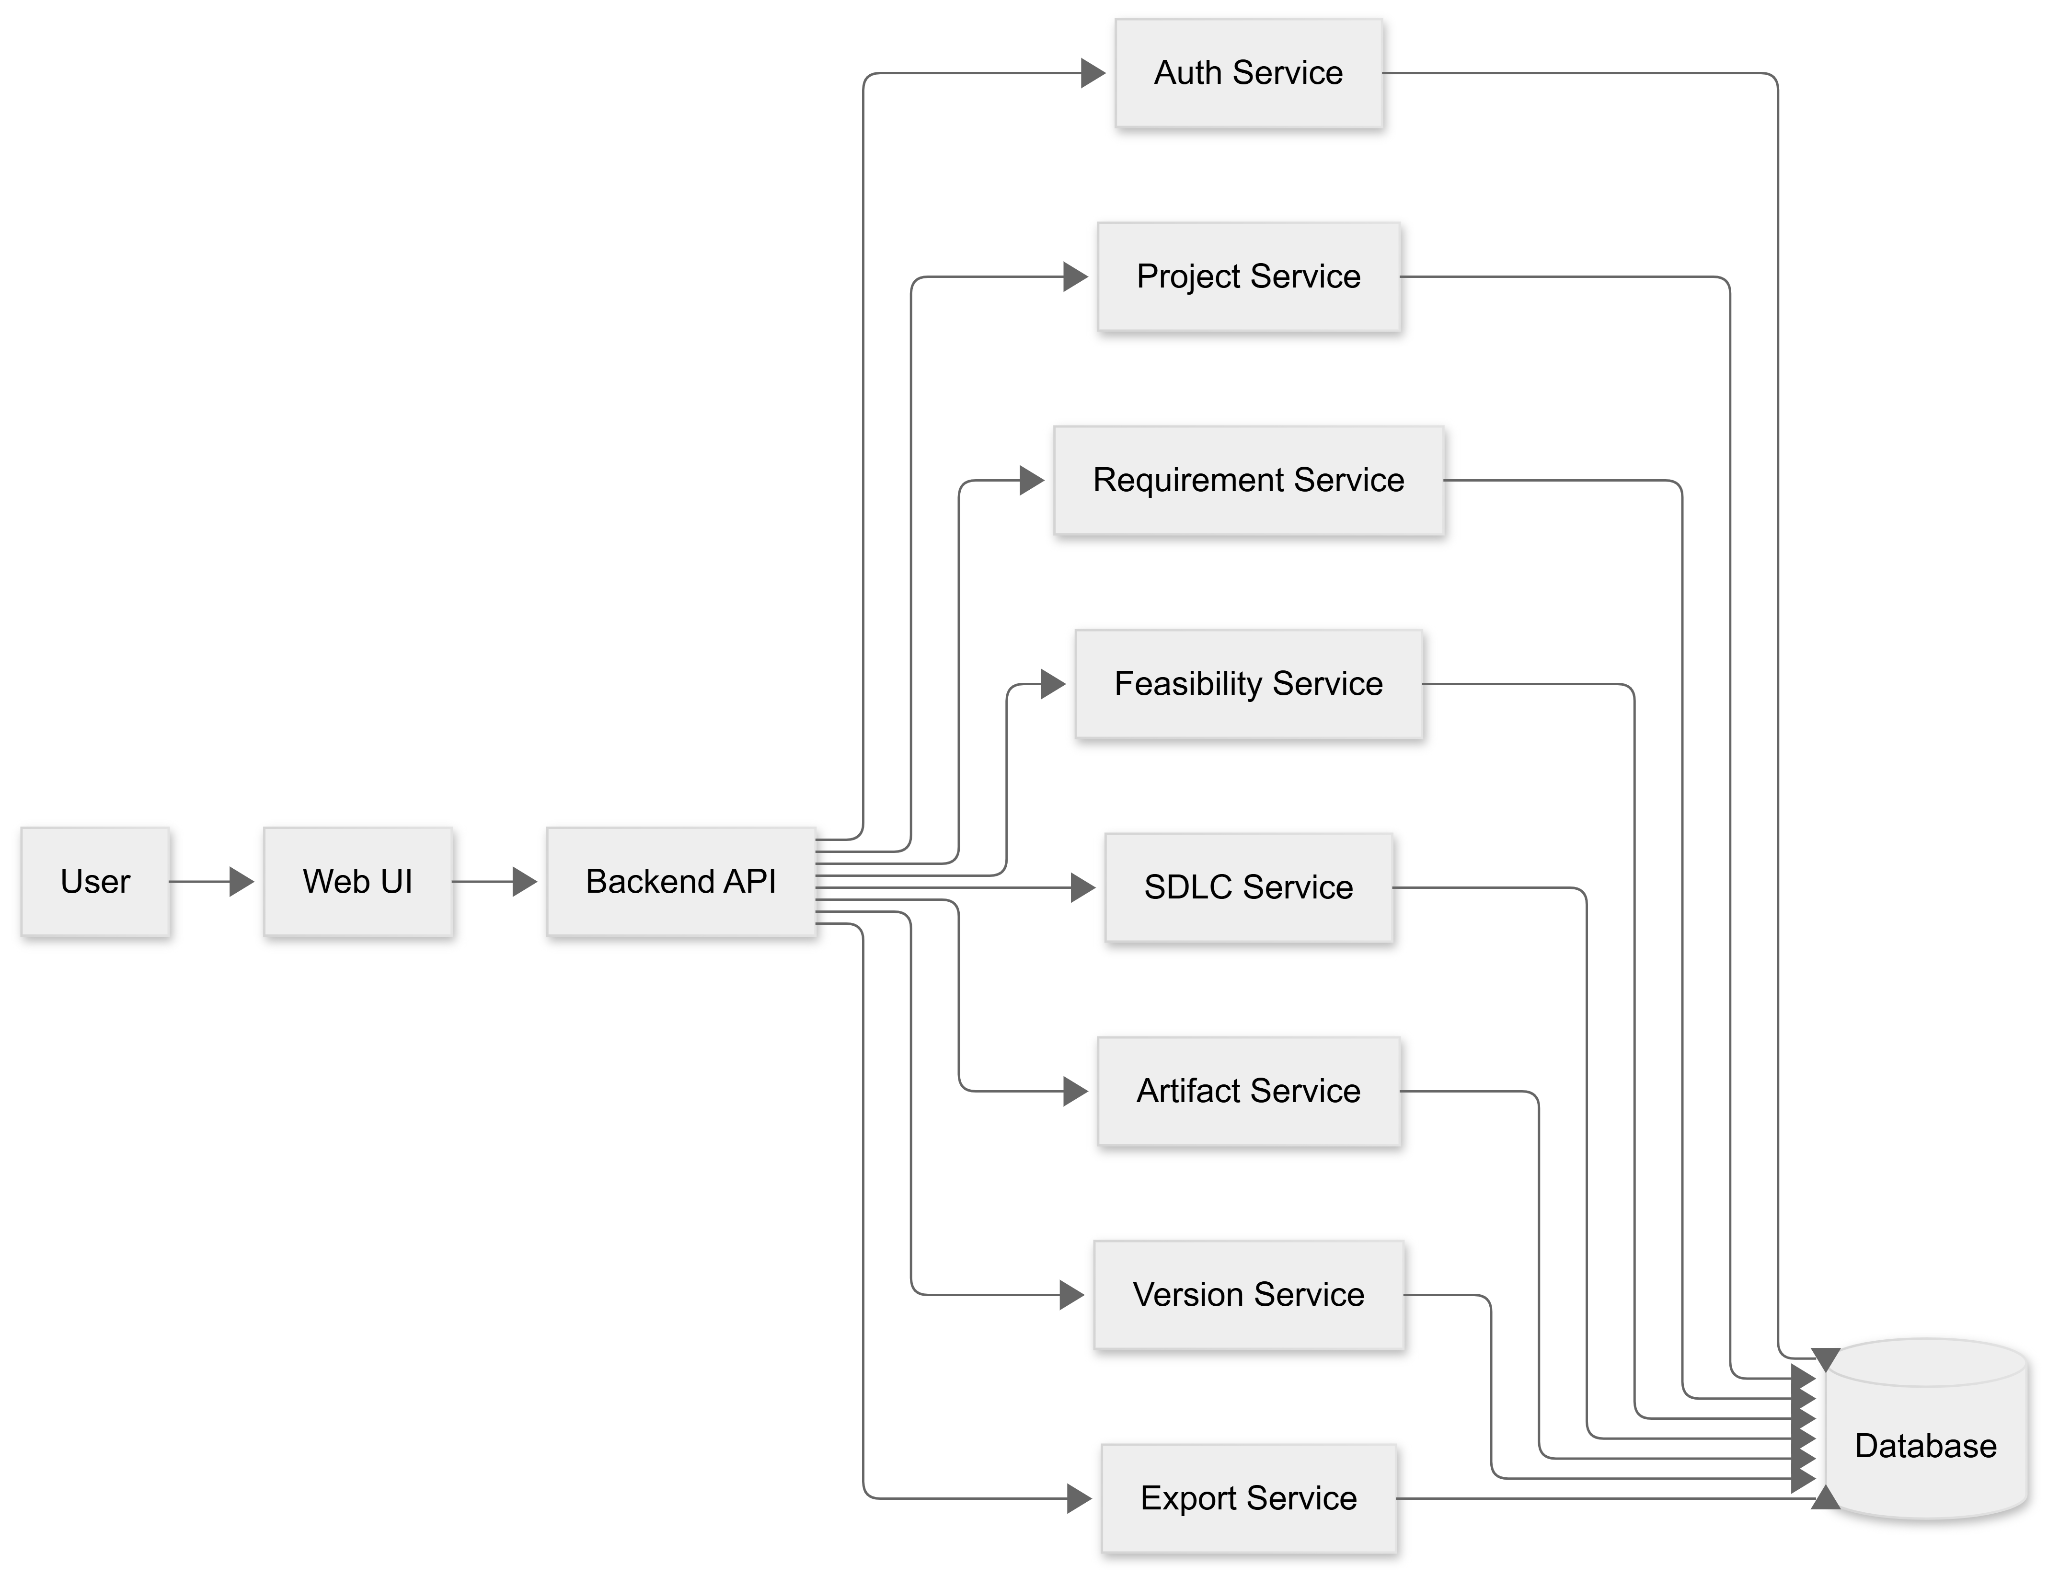 User
Web UI
Backend API
Auth Service
Project Service
Requirement Service
Feasibility Service
SDLC Service
Artifact Service
Version Service
Export Service
Database